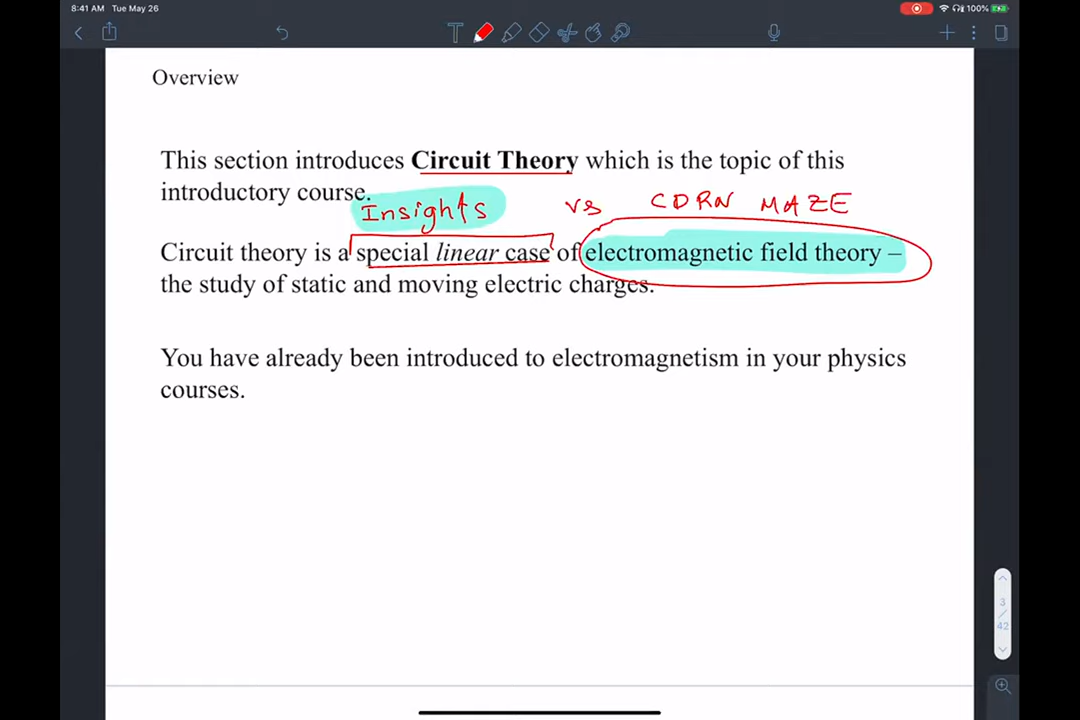 8:41 AM Tue May 26
100%
T
Overview
This section introduces Circuit Theory which is the topic of this
introductory course.
Insights vs CORN MAZE
Circuit theory is a special linear case of electromagnetic field theory –
the study of static and moving electric charges.
You have already been introduced to electromagnetism in your physics
courses.
3
/
42